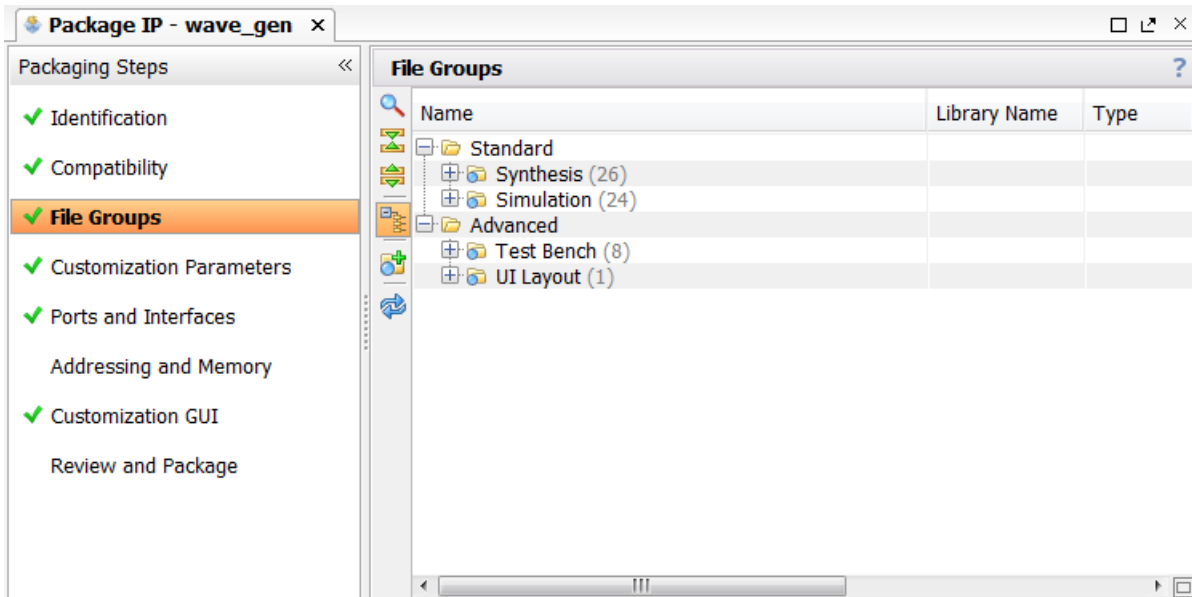 Package IP - wave_gen
Packaging Steps
Identification
Compatibility
File Groups
Customization Parameters
Ports and Interfaces
Addressing and Memory
Customization GUI
Review and Package
File Groups
Name Library Name Type
Standard
Synthesis (26)
Simulation (24)
Advanced
Test Bench (8)
UI Layout (1)